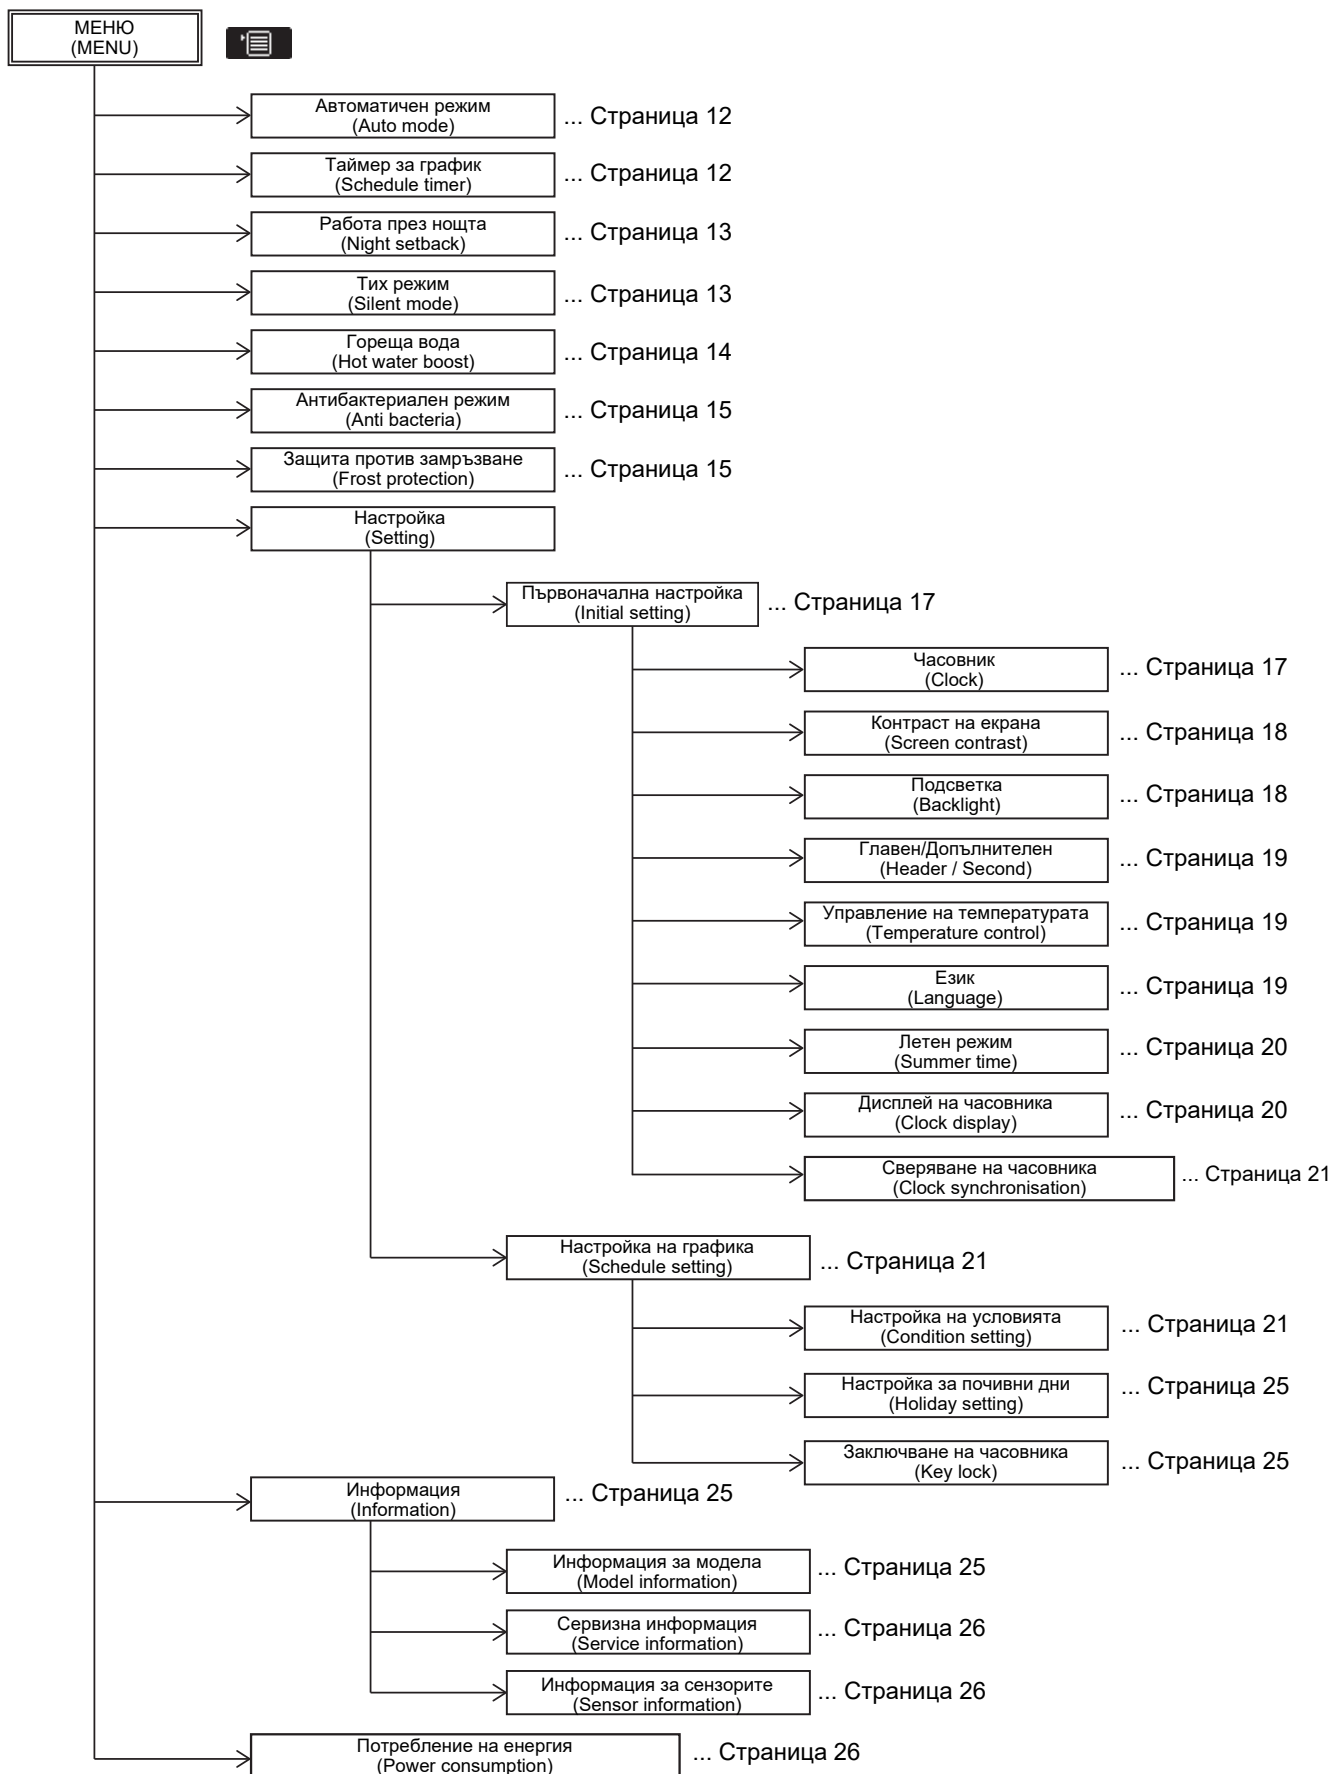 МЕНЮ
(MENU)
Автоматичен режим
(Auto mode)
... Страница 12
Таймер за график
(Schedule timer)
... Страница 12
Работа през нощта
(Night setback)
... Страница 13
Тих режим
(Silent mode)
... Страница 13
Гореща вода
(Hot water boost)
... Страница 14
Антибактериален режим
(Anti bacteria)
... Страница 15
Защита против замръзване
(Frost protection)
... Страница 15
Настройка
(Setting)
Първоначална настройка
(Initial setting)
... Страница 17
Часовник
(Clock)
... Страница 17
Контраст на екрана
(Screen contrast)
... Страница 18
Подсветка
(Backlight)
... Страница 18
Главен/Допълнителен
(Header / Second)
... Страница 19
Управление на температурата
(Temperature control)
... Страница 19
Език
(Language)
... Страница 19
Летен режим
(Summer time)
... Страница 20
Дисплей на часовника
(Clock display)
... Страница 20
Сверяване на часовника
(Clock synchronisation)
... Страница 21
Настройка на графика
(Schedule setting)
... Страница 21
Настройка на условията
(Condition setting)
... Страница 21
Настройка за почивни дни
(Holiday setting)
... Страница 25
Заключване на часовника
(Key lock)
... Страница 25
Информация
(Information)
... Страница 25
Информация за модела
(Model information)
... Страница 25
Сервизна информация
(Service information)
... Страница 26
Информация за сензорите
(Sensor information)
... Страница 26
Потребление на енергия
(Power consumption)
... Страница 26